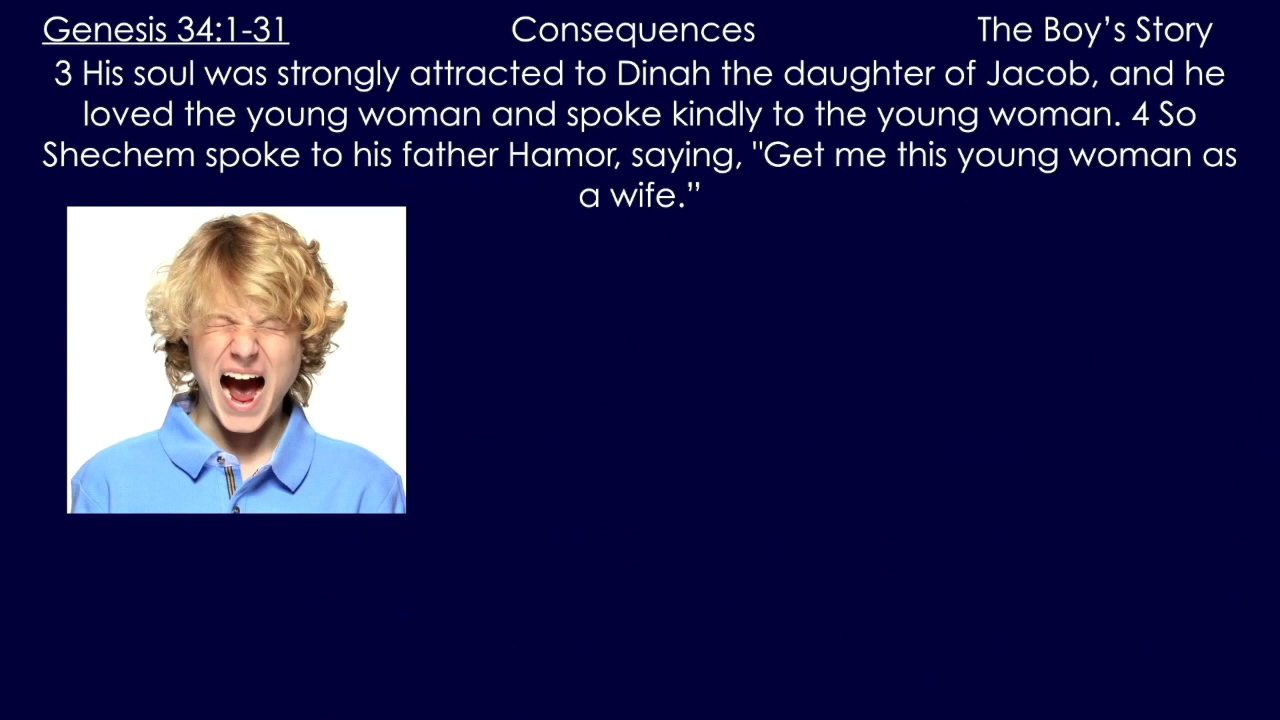 Genesis 34:1-31 Consequences The Boy’s Story
3 His soul was strongly attracted to Dinah the daughter of Jacob, and he
loved the young woman and spoke kindly to the young woman. 4 So
Shechem spoke to his father Hamor, saying, "Get me this young woman as
a wife.”